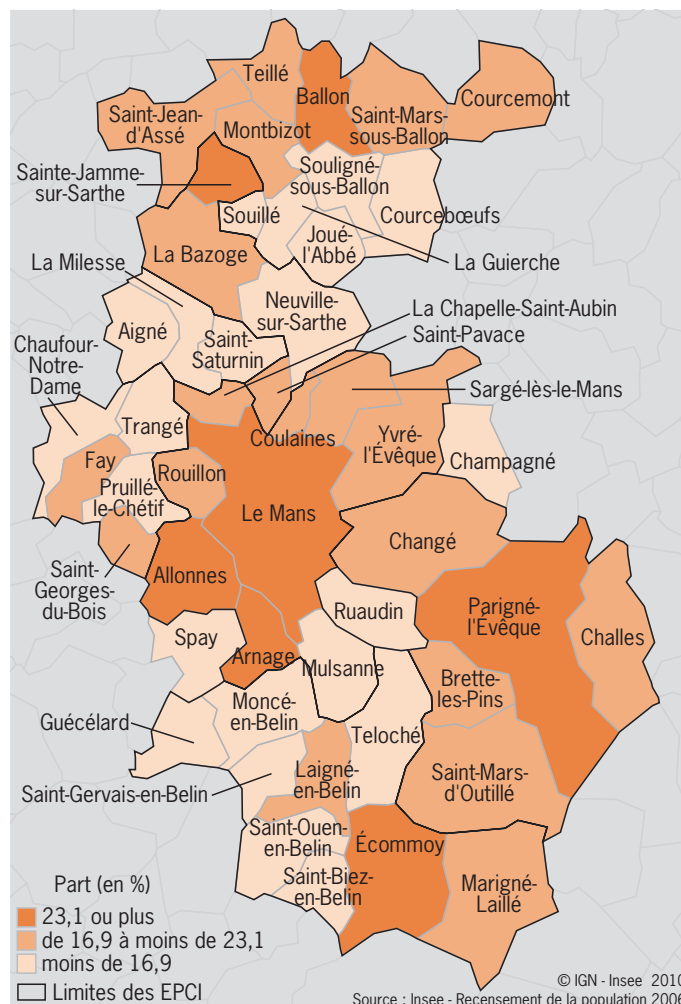 Teillé
Ballon
Courcemont
Saint-Jean-
d'Assé
Montbizot
Saint-Mars-
sous-Ballon
Sainte-Jamme-
sur-Sarthe
Souligné-
sous-Ballon
Souillé
Courcebœufs
Joué-
l'Abbé
La Bazoge
La Guierche
La Milesse
Neuville-
sur-Sarthe
La Chapelle-Saint-Aubin
Aigné
Saint-
Saturnin
Saint-Pavace
Chaufour-
Notre-
Dame
Sargé-lès-le-Mans
Trangé
Coulaines
Yvré-
l'Évêque
Champagné
Fay
Rouillon
Pruillé-
le-Chétif
Le Mans
Changé
Saint-
Georges-
du-Bois
Allonnes
Ruaudin
Parigné-
l'Évêque
Challes
Spay
Arnage
Mulsanne
Brette-
les-Pins
Moncé-
en-Belin
Guécélard
Teloché
Saint-Gervais-en-Belin
Laigné-
en-Belin
Saint-Mars-
d'Outillé
Saint-Ouen-
en-Belin
Écommoy
Saint-Biez-
en-Belin
Marigné-
Laillé
Part (en %)
23,1 ou plus
de 16,9 à moins de 23,1
moins de 16,9
Limites des EPCI
© IGN - Insee 2010
Source : Insee - Recensement de la population 2006